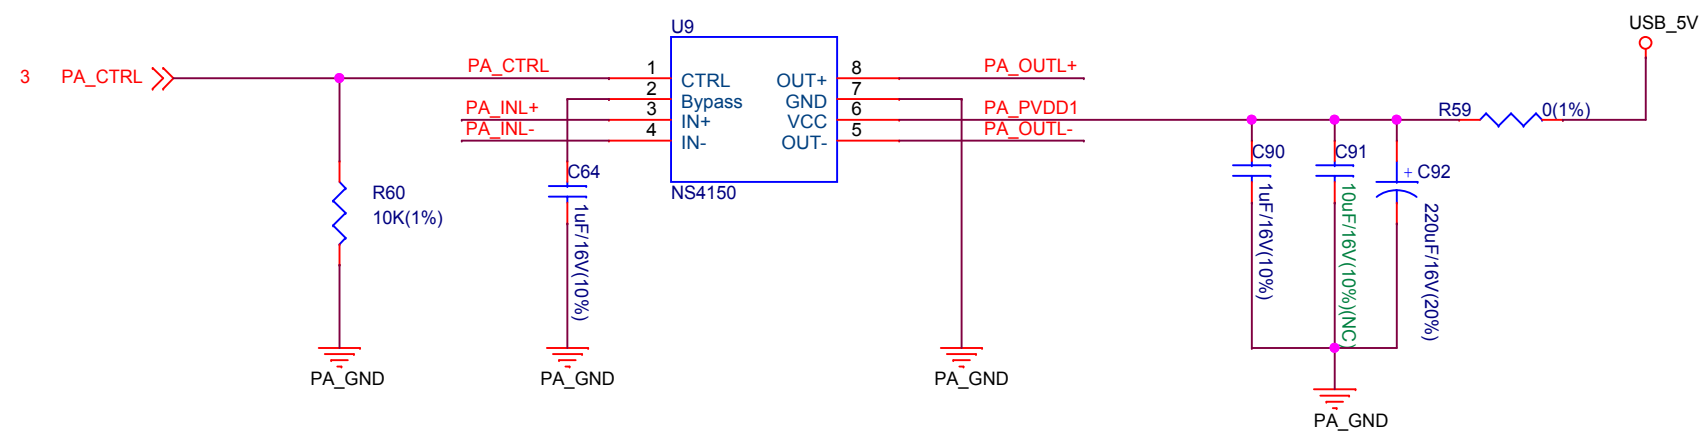 USB_5V
U9
3 PA_CTRL
PA_CTRL
1
CTRL
OUT+
8
PA_OUTL+
2
Bypass
GND
7
PA_INL+
3
IN+
VCC
6
PA_PVDD1
R59
0(1%)
PA_INL-
4
IN-
OUT-
5
PA_OUTL-
NS4150
C64
1uF/16V(10%)
R60
10K(1%)
C90
1uF/16V(10%)
C91
10uF/16V(10%)(NC)
+ C92
220uF/16V(20%)
PA_GND
PA_GND
PA_GND
PA_GND